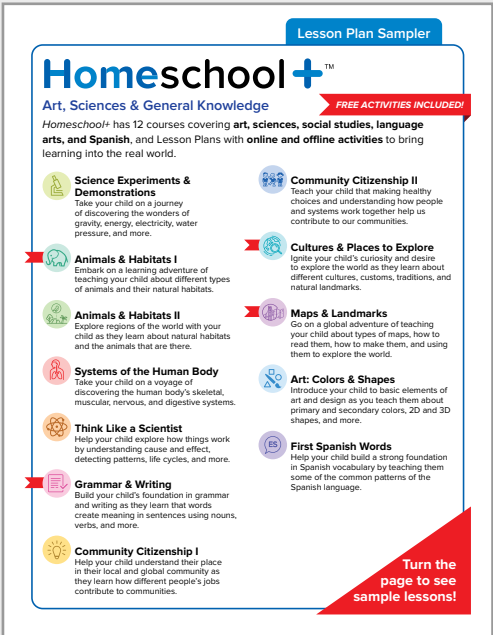 Lesson Plan Sampler
Homeschool+™
Art, Sciences & General Knowledge
FREE ACTIVITIES INCLUDED!
Homeschool+ has 12 courses covering art, sciences, social studies, language
arts, and Spanish, and Lesson Plans with online and offline activities to bring
learning into the real world.
Science Experiments &
Demonstrations
Take your child on a journey
of discovering the wonders of
gravity, energy, electricity, water
pressure, and more.
Animals & Habitats I
Embark on a learning adventure of
teaching your child about different types
of animals and their natural habitats.
Animals & Habitats II
Explore regions of the world with your
child as they learn about natural habitats
and the animals that are there.
Systems of the Human Body
Take your child on a voyage of
discovering the human body's skeletal,
muscular, nervous, and digestive systems.
Think Like a Scientist
Help your child explore how things work
by understanding cause and effect,
detecting patterns, life cycles, and more.
Grammar & Writing
Build your child's foundation in grammar
and writing as they learn that words
create meaning in sentences using nouns,
verbs, and more.
Community Citizenship I
Help your child understand their place
in their local and global community as
they learn how different people's jobs
contribute to communities.
Community Citizenship II
Teach your child that making healthy
choices and understanding how people
and systems work together help us
contribute to our communities.
Cultures & Places to Explore
Ignite your child's curiosity and desire
to explore the world as they learn about
different cultures, customs, traditions, and
natural landmarks.
Maps & Landmarks
Go on a global adventure of teaching
your child about types of maps, how to
read them, how to make them, and using
them to explore the world.
Art: Colors & Shapes
Introduce your child to basic elements of
art and design as you teach them about
primary and secondary colors, 2D and 3D
shapes, and more.
ES
First Spanish Words
Help your child build a strong foundation
in Spanish vocabulary by teaching them
some of the common patterns of the
Spanish language.
Turn the
page to see
sample lessons!